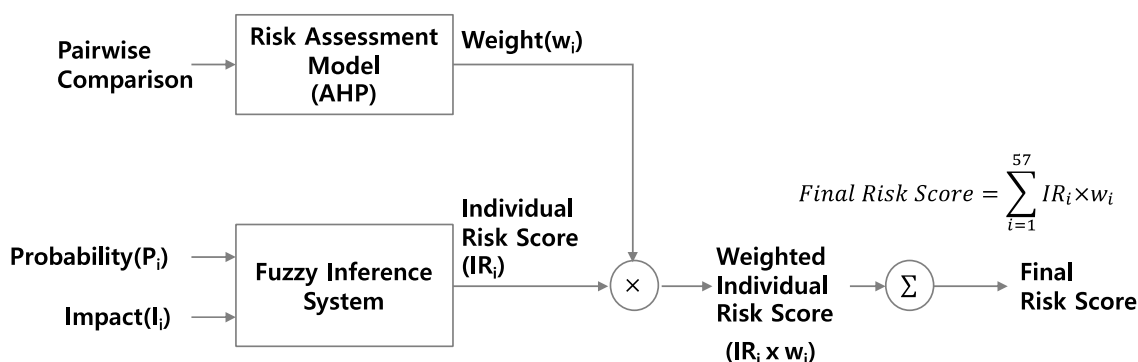 Pairwise
Comparison
Risk Assessment
Model
(AHP)
Weight(wᵢ)
Final Risk Score = ∑_{i=1}^{57} IRᵢ×wᵢ
Probability(Pᵢ)
Impact(Iᵢ)
Fuzzy Inference
System
Individual
Risk Score
(IRᵢ)
×
Weighted
Individual
Risk Score
(IRᵢ x wᵢ)
Σ
Final
Risk Score